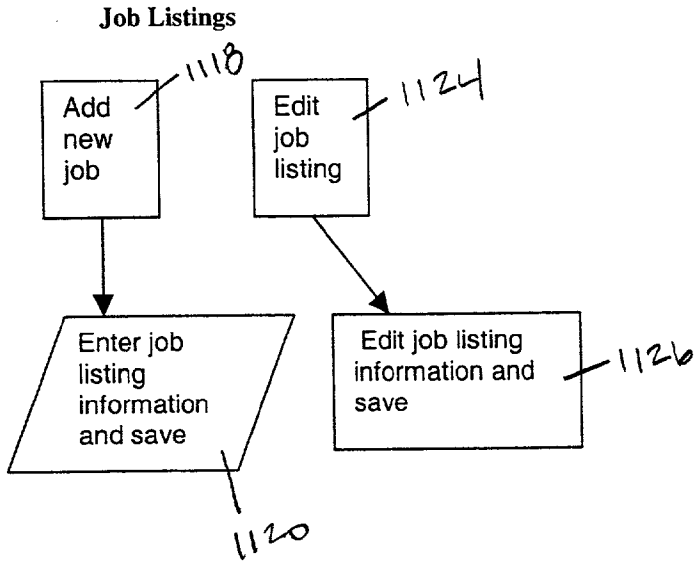 Job Listings
1118
Add
new
job
1124
Edit
job
listing
Enter job
listing
information
and save
1120
Edit job listing
information and
save
1126